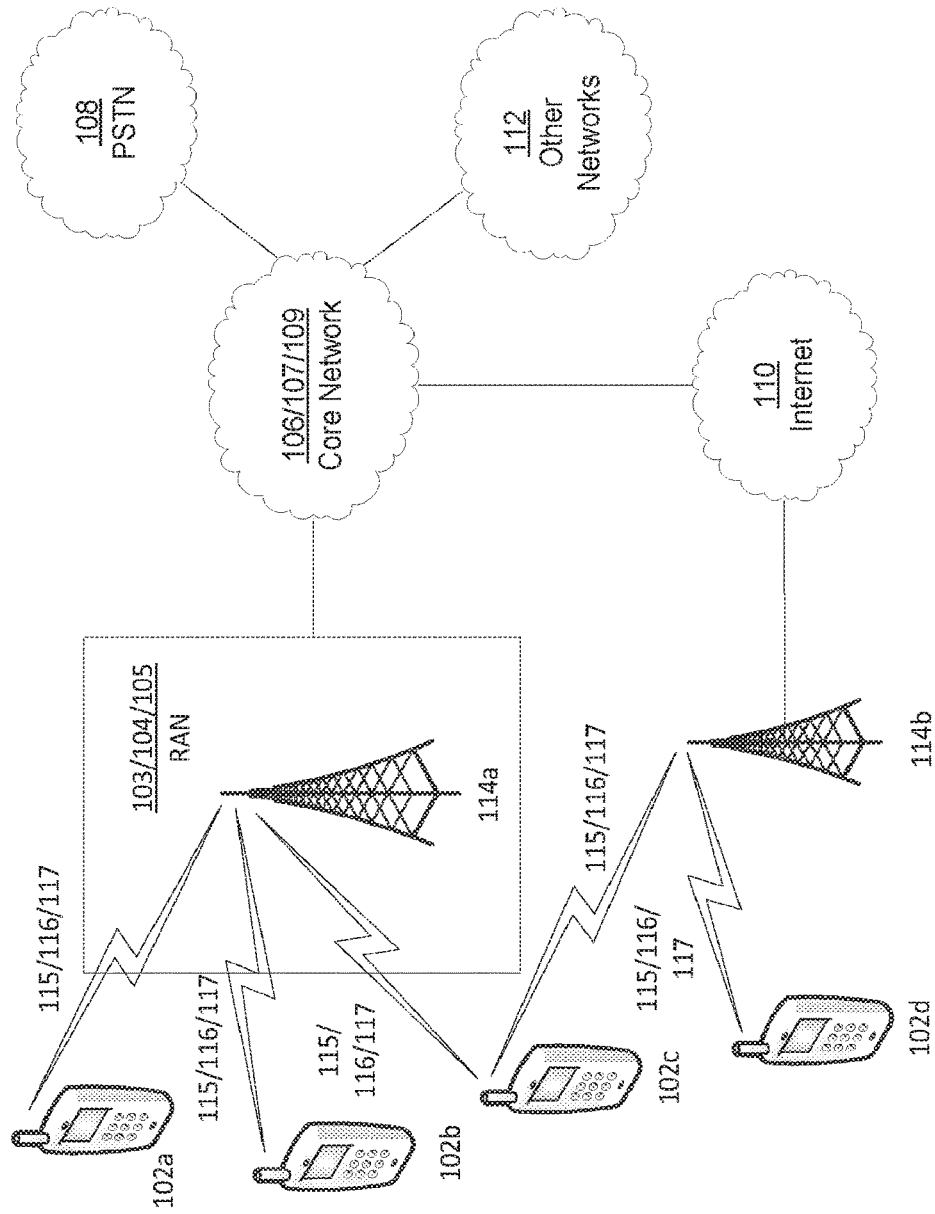 108
PSTN
112
Other
Networks
106/107/109
Core Network
110
Internet
103/104/105
RAN
114a
114b
115/116/117
115/116/117
115/
116/117
115/116/117
115/116/
117
102a
102b
102c
102d